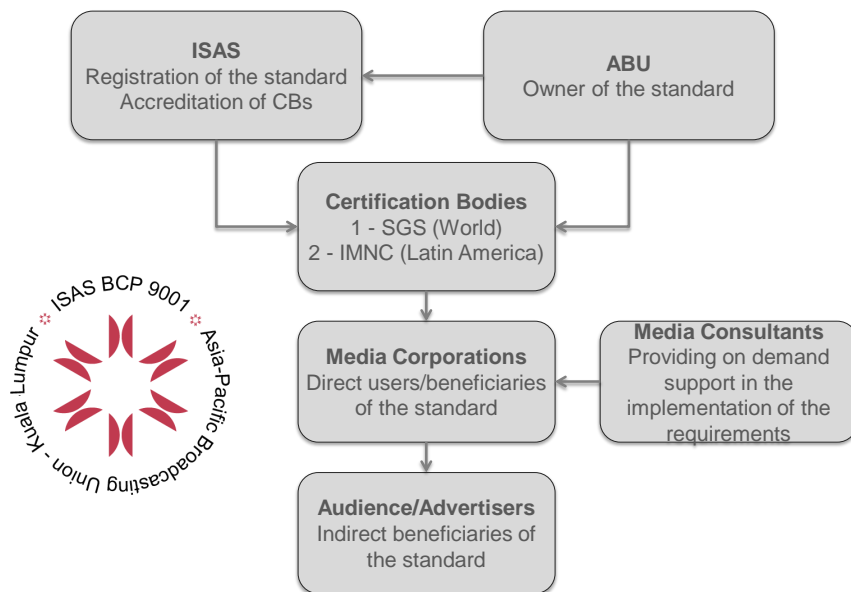 ISAS
Registration of the standard
Accreditation of CBs
ABU
Owner of the standard
Certification Bodies
1 - SGS (World)
2 - IMNC (Latin America)
ISAS BCP 9001
Asia-Pacific Broadcasting Union - Kuala Lumpur
Media Corporations
Direct users/beneficiaries
of the standard
Media Consultants
Providing on demand
support in the
implementation of the
requirements
Audience/Advertisers
Indirect beneficiaries of
the standard